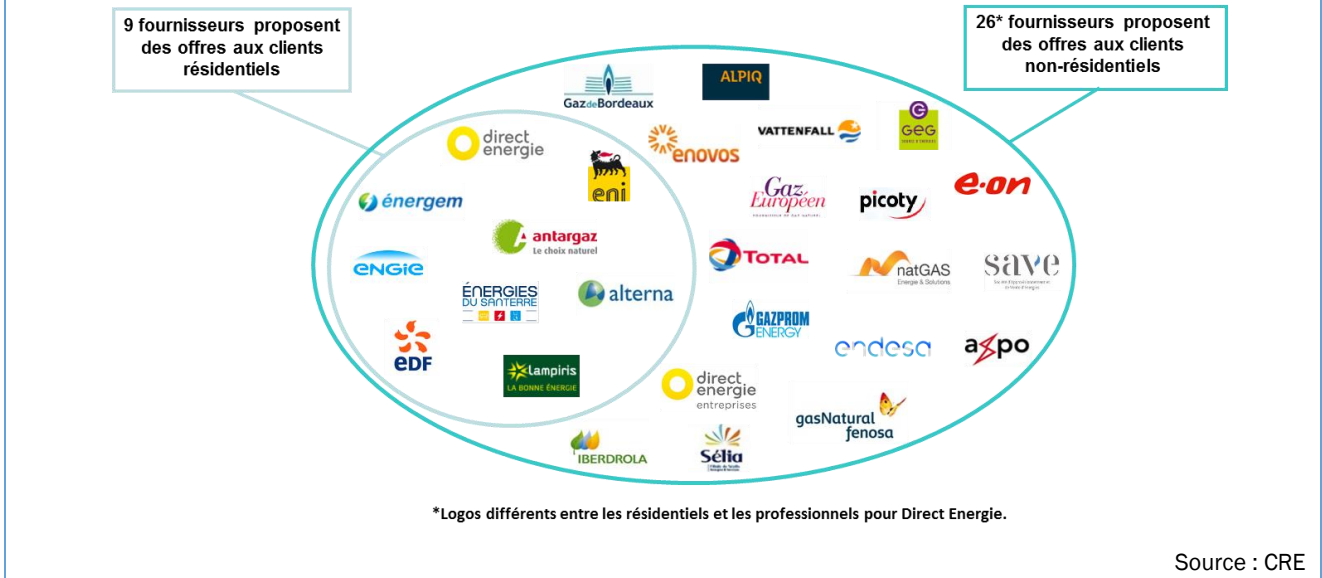 9 fournisseurs proposent
des offres aux clients
résidentiels
26* fournisseurs proposent
des offres aux clients
non-résidentiels
GazdeBordeaux
ALPIQ
direct
energie
eni
enovos
VATTENFALL
GEG
énergem
Gaz
Européen
picoty
e·on
antargaz
Le choix naturel
ENGIE
TOTAL
natGAS
Energie & Solutions
save
ÉNERGIES
DU SANTERRE
alterna
GAZPROM
ENERGY
eDF
endesa
axpo
Lampiris
LA BONNE ÉNERGIE
direct
energie
entreprises
gasNatural
fenosa
IBERDROLA
Sélia
*Logos différents entre les résidentiels et les professionnels pour Direct Energie.
Source : CRE